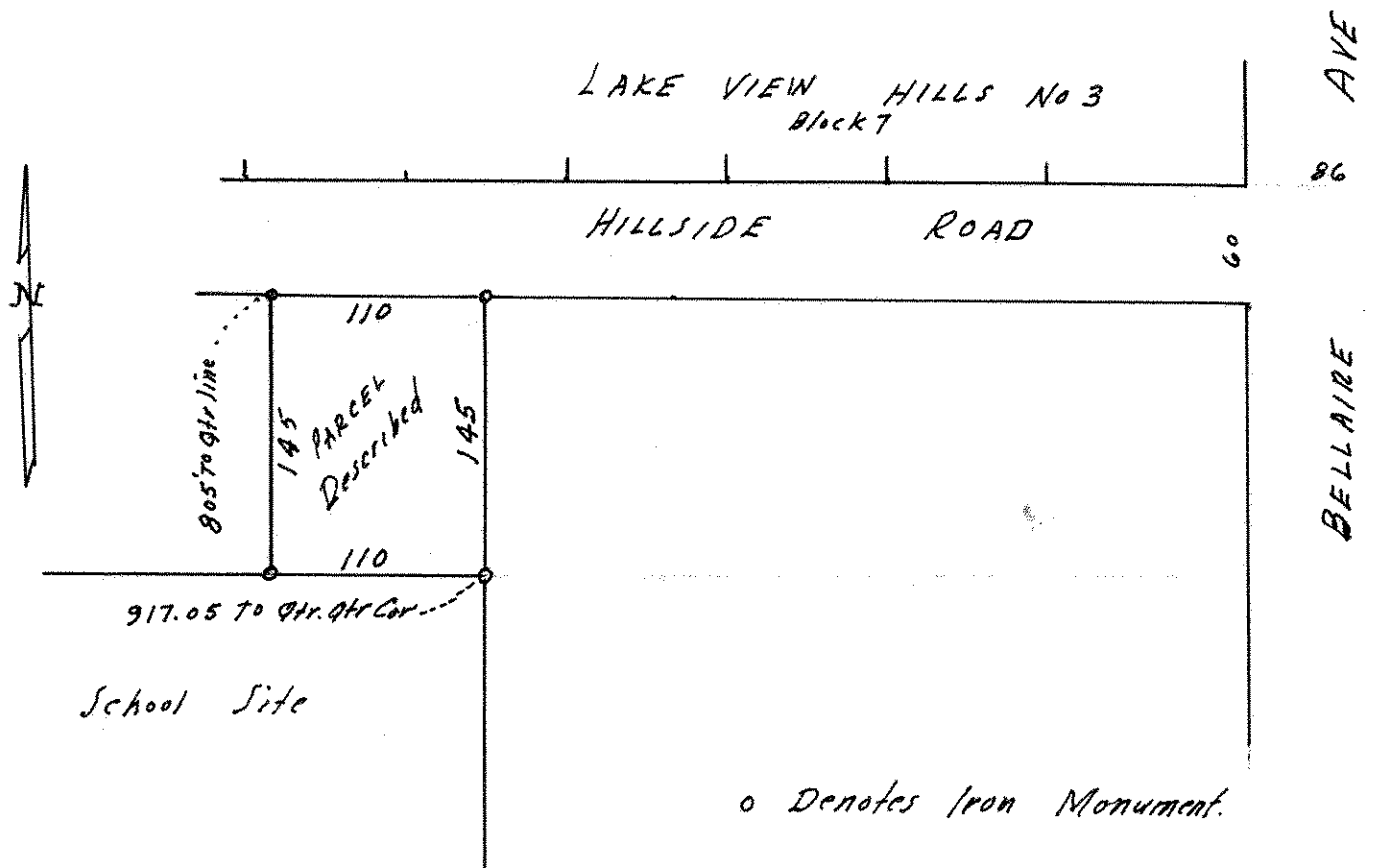 LAKE VIEW HILLS No 3
Block 7
AVE
86
HILLSIDE ROAD
60
N
110
805' To Qtr line
145
PARCEL
Described
145
BELLAIRE
110
917.05 To Qtr. Qtr Cor
School Site
o Denotes Iron Monument.